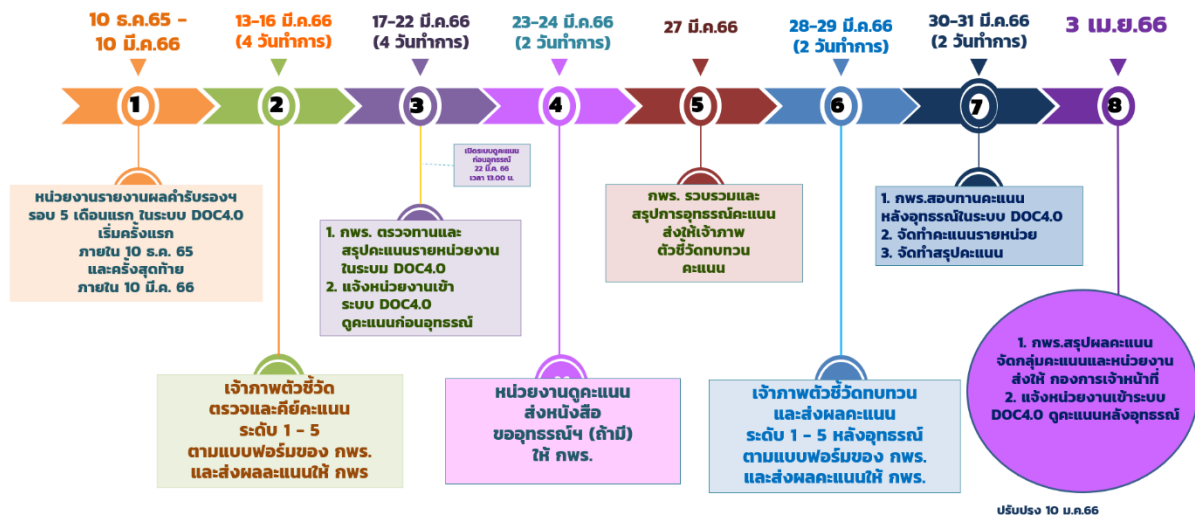 10 ธ.ค.65 -
10 มี.ค.66
13-16 มี.ค.66
(4 วันทำการ)
17-22 มี.ค.66
(4 วันทำการ)
23-24 มี.ค.66
(2 วันทำการ)
27 มี.ค.66
28-29 มี.ค.66
(2 วันทำการ)
30-31 มี.ค.66
(2 วันทำการ)
3 เม.ย.66
1
2
3
4
5
6
7
8
หน่วยงานรายงานผลคำรับรองฯ
รอบ 5 เดือนแรก ในระบบ DOC4.0
เริ่มครั้งแรก
ภายใน 10 ธ.ค. 65
และครั้งสุดท้าย
ภายใน 10 มี.ค. 66
เจ้าภาพตัวชี้วัด
ตรวจและคีย์คะแนน
ระดับ 1 - 5
ตามแบบฟอร์มของ กพร.
และส่งผลละแนนให้ กพร
เปิดระบบดูคะแนน
ก่อนอุทธรณ์
22 มี.ค. 66
เวลา 13.00 น.
1. กพร. ตรวจทานและ
สรุปคะแนนรายหน่วยงาน
ในระบม DOC4.0
2. แจ้งหน่วยงานเข้า
ระบบ DOC4.0
ดูคะแนนก่อนอุทธรณ์
หน่วยงานดูคะแนน
ส่งหนังสือ
ขออุทธรณ์ฯ (ถ้ามี)
ให้ กพร.
กพร. รวบรวมและ
สรุปการอุทธรณ์คะแนน
ส่งให้เจ้าภาพ
ตัวชี้วัดทบทวน
คะแนน
เจ้าภาพตัวชี้วัดทบทวน
และส่งผลคะแนน
ระดับ 1 - 5 หลังอุทธรณ์
ตามแบบฟอร์มของ กพร.
และส่งผลคะแนนให้ กพร.
1. กพร.สอบทานคะแนน
หลังอุทธรณ์ในระบบ DOC4.0
2. จัดทำคะแนนรายหน่วย
3. จัดทำสรุปคะแนน
1. กพร.สรุปผลคะแนน
จัดกลุ่มคะแนนและหน่วยงาน
ส่งให้ กองการเจ้าหน้าที่
2. แจ้งหน่วยงานเข้าระบบ
DOC4.0 ดูคะแนนหลังอุทธรณ์
ปรับปรุง 10 ม.ค.66